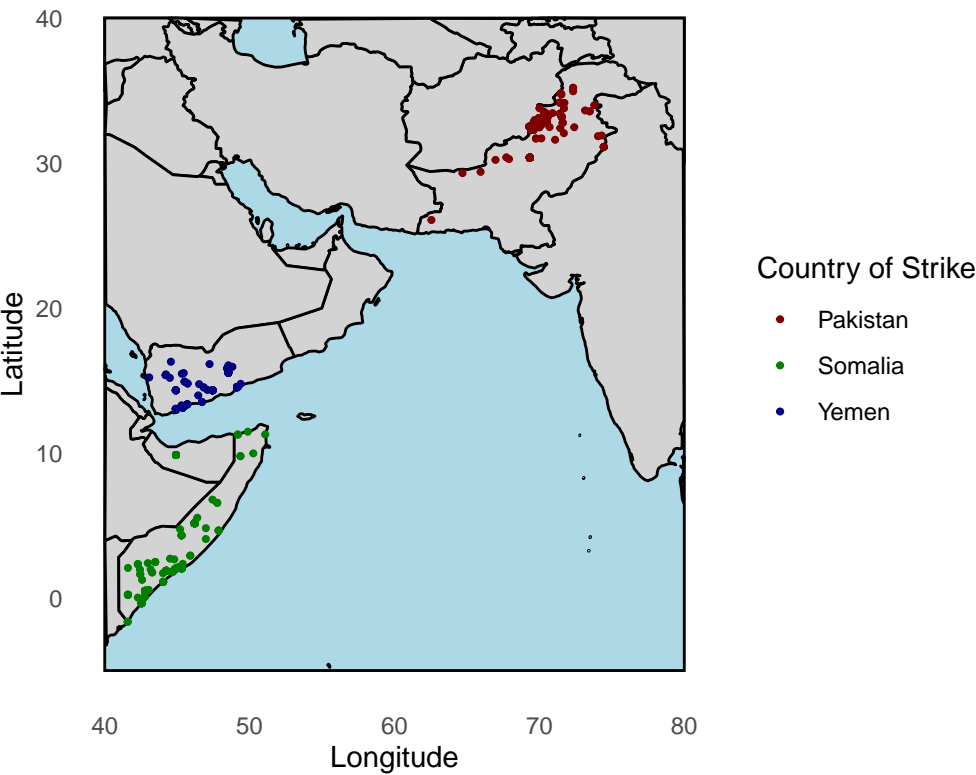 40
30
20
10
0
Latitude
40 50 60 70 80
Longitude
Country of Strike
Pakistan
Somalia
Yemen